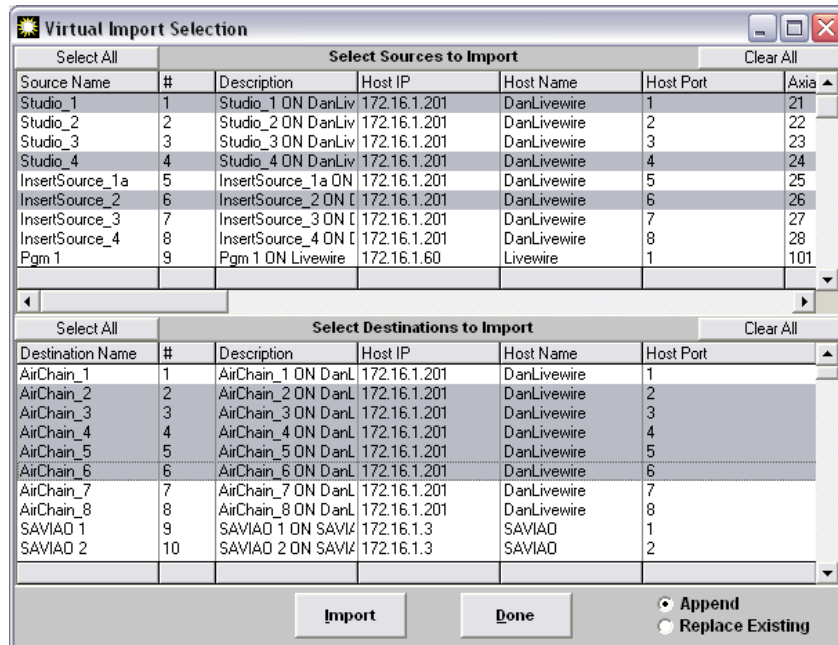 Virtual Import Selection
Select All Select Sources to Import Clear All
Source Name # Description Host IP Host Name Host Port Axia
Studio_1 1 Studio_1 ON DanLiv 172.16.1.201 DanLivewire 1 21
Studio_2 2 Studio_2 ON DanLiv 172.16.1.201 DanLivewire 2 22
Studio_3 3 Studio_3 ON DanLiv 172.16.1.201 DanLivewire 3 23
Studio_4 4 Studio_4 ON DanLiv 172.16.1.201 DanLivewire 4 24
InsertSource_1a 5 InsertSource_1a ON 172.16.1.201 DanLivewire 5 25
InsertSource_2 6 InsertSource_2 ON [ 172.16.1.201 DanLivewire 6 26
InsertSource_3 7 InsertSource_3 ON [ 172.16.1.201 DanLivewire 7 27
InsertSource_4 8 InsertSource_4 ON [ 172.16.1.201 DanLivewire 8 28
Pgm 1 9 Pgm 1 ON Livewire 172.16.1.60 Livewire 1 101
Select All Select Destinations to Import Clear All
Destination Name # Description Host IP Host Name Host Port
AirChain_1 1 AirChain_1 ON DanL 172.16.1.201 DanLivewire 1
AirChain_2 2 AirChain_2 ON DanL 172.16.1.201 DanLivewire 2
AirChain_3 3 AirChain_3 ON DanL 172.16.1.201 DanLivewire 3
AirChain_4 4 AirChain_4 ON DanL 172.16.1.201 DanLivewire 4
AirChain_5 5 AirChain_5 ON DanL 172.16.1.201 DanLivewire 5
AirChain_6 6 AirChain_6 ON DanL 172.16.1.201 DanLivewire 6
AirChain_7 7 AirChain_7 ON DanL 172.16.1.201 DanLivewire 7
AirChain_8 8 AirChain_8 ON DanL 172.16.1.201 DanLivewire 8
SAVIAO 1 9 SAVIAO 1 ON SAVIA 172.16.1.3 SAVIAO 1
SAVIAO 2 10 SAVIAO 2 ON SAVIA 172.16.1.3 SAVIAO 2
Import Done Append
Replace Existing